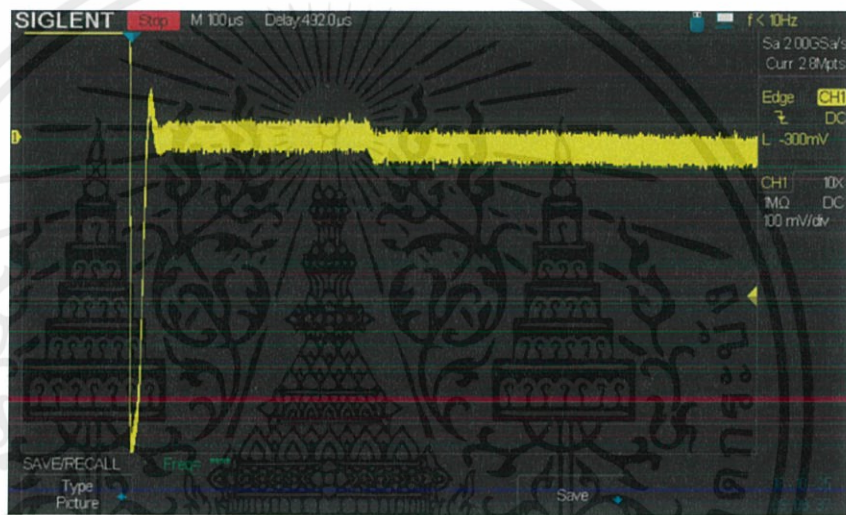 SIGLENT Stop M 100µs Delay:492.0µs f < 10Hz
Sa 2.00GSa/s
Curr 2.8Mpts
Edge CH1
DC
L -300mV
CH1 10X
1MΩ DC
100 mV/div
SAVE/RECALL Freq= ****
Type
Picture
Save